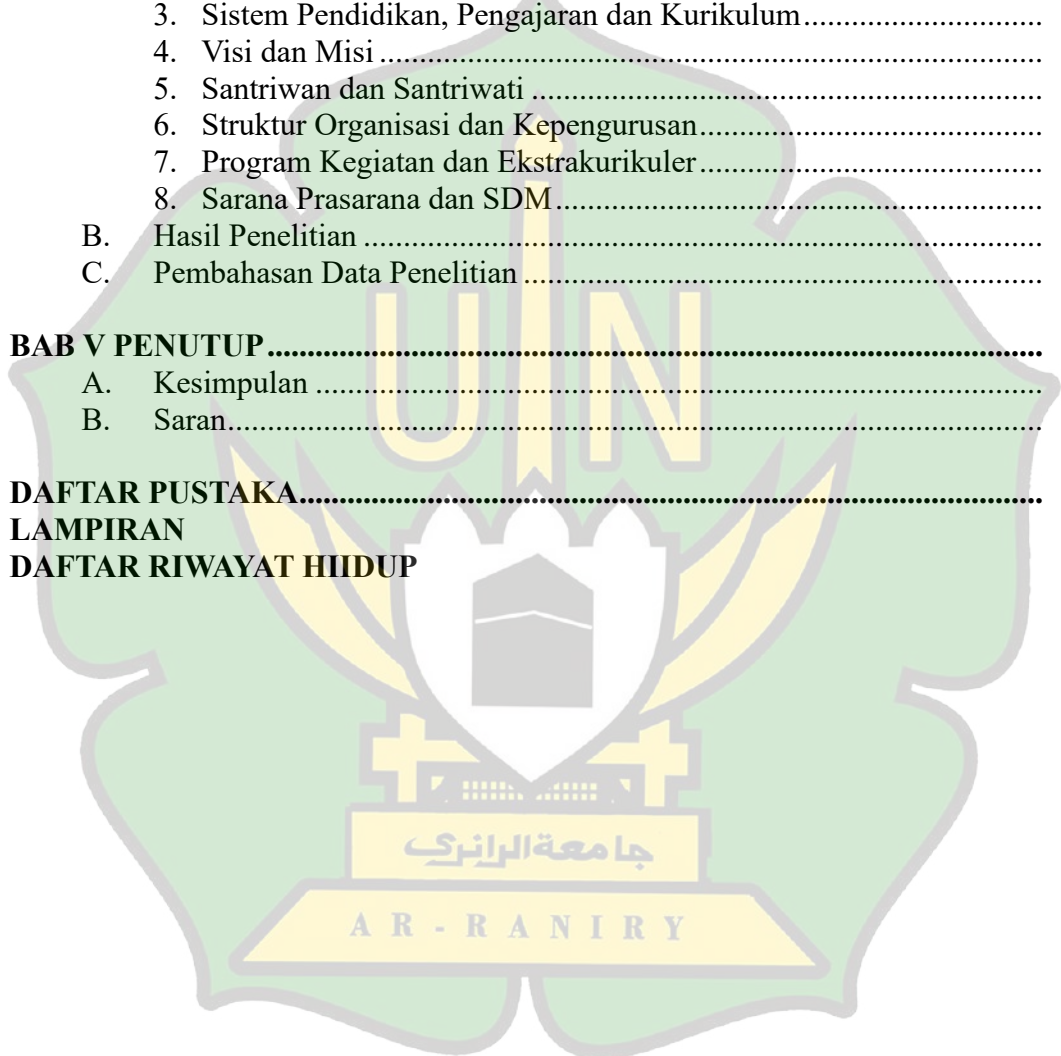 3. Sistem Pendidikan, Pengajaran dan Kurikulum..............................
4. Visi dan Misi.....................................................................................
5. Santriwan dan Santriwati..................................................................
6. Struktur Organisasi dan Kepengurusan............................................
7. Program Kegiatan dan Ekstrakurikuler............................................
8. Sarana Prasarana dan SDM..............................................................
B. Hasil Penelitian.......................................................................................
C. Pembahasan Data Penelitian..................................................................
BAB V PENUTUP...................................................................................................
A. Kesimpulan.............................................................................................
B. Saran........................................................................................................
DAFTAR PUSTAKA...............................................................................................
LAMPIRAN
DAFTAR RIWAYAT HIIDUP
UIN
جامعةالرانري
AR-RANIRY